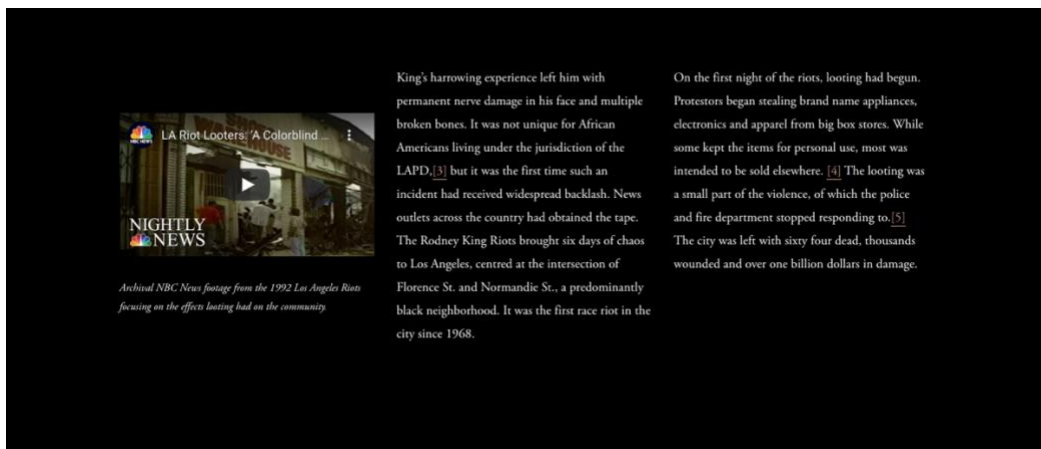 LA Riot Looters: 'A Colorblind ...
SHOE
WAREHOUSE
NBC NEWS
NIGHTLY
NEWS
Archival NBC News footage from the 1992 Los Angeles Riots
focusing on the effects looting had on the community.
King's harrowing experience left him with
permanent nerve damage in his face and multiple
broken bones. It was not unique for African
Americans living under the jurisdiction of the
LAPD,[3] but it was the first time such an
incident had received widespread backlash. News
outlets across the country had obtained the tape.
The Rodney King Riots brought six days of chaos
to Los Angeles, centred at the intersection of
Florence St. and Normandie St., a predominantly
black neighborhood. It was the first race riot in the
city since 1968.
On the first night of the riots, looting had begun.
Protestors began stealing brand name appliances,
electronics and apparel from big box stores. While
some kept the items for personal use, most was
intended to be sold elsewhere. [4] The looting was
a small part of the violence, of which the police
and fire department stopped responding to.[5]
The city was left with sixty four dead, thousands
wounded and over one billion dollars in damage.